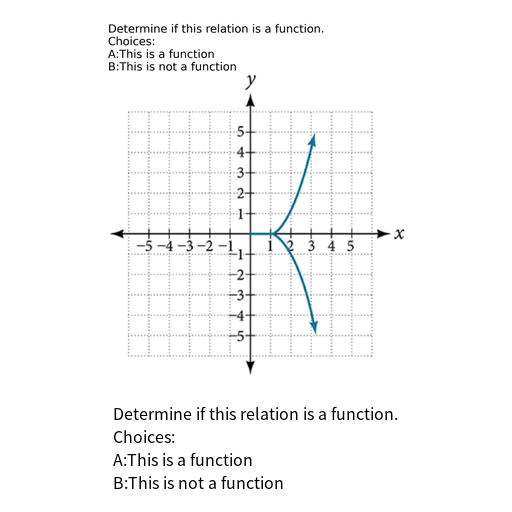 Determine if this relation is a function.
Choices:
A:This is a function
B:This is not a function
y
5
4
3
2
1
-5 -4 -3 -2 -1 1 2 3 4 5 x
-1
-2
-3
-4
-5
Determine if this relation is a function.
Choices:
A:This is a function
B:This is not a function